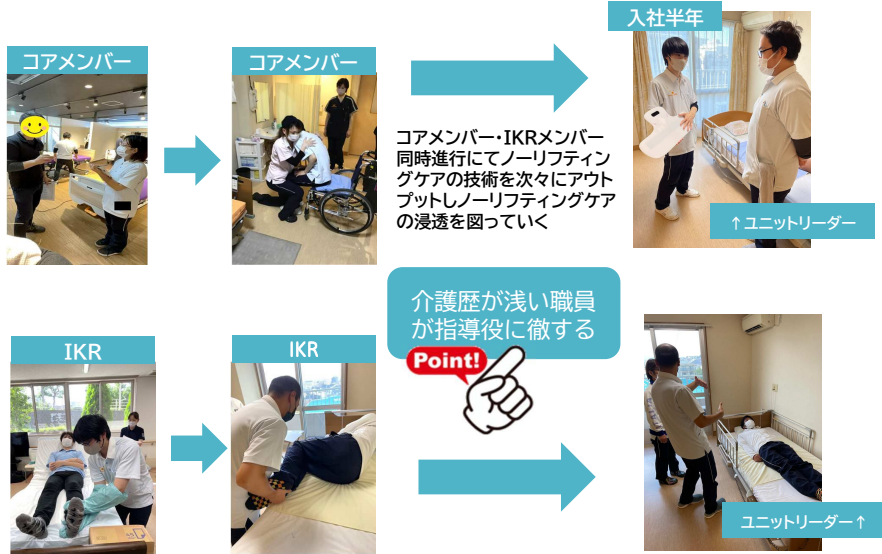 入社半年
コアメンバー
コアメンバー
コアメンバー・IKRメンバー
同時進行にてノーリフティン
グケアの技術を次々にアウト
プットしノーリフティングケア
の浸透を図っていく
↑ユニットリーダー
介護歴が浅い職員
が指導役に徹する
Point!
IKR
IKR
ユニットリーダー↑